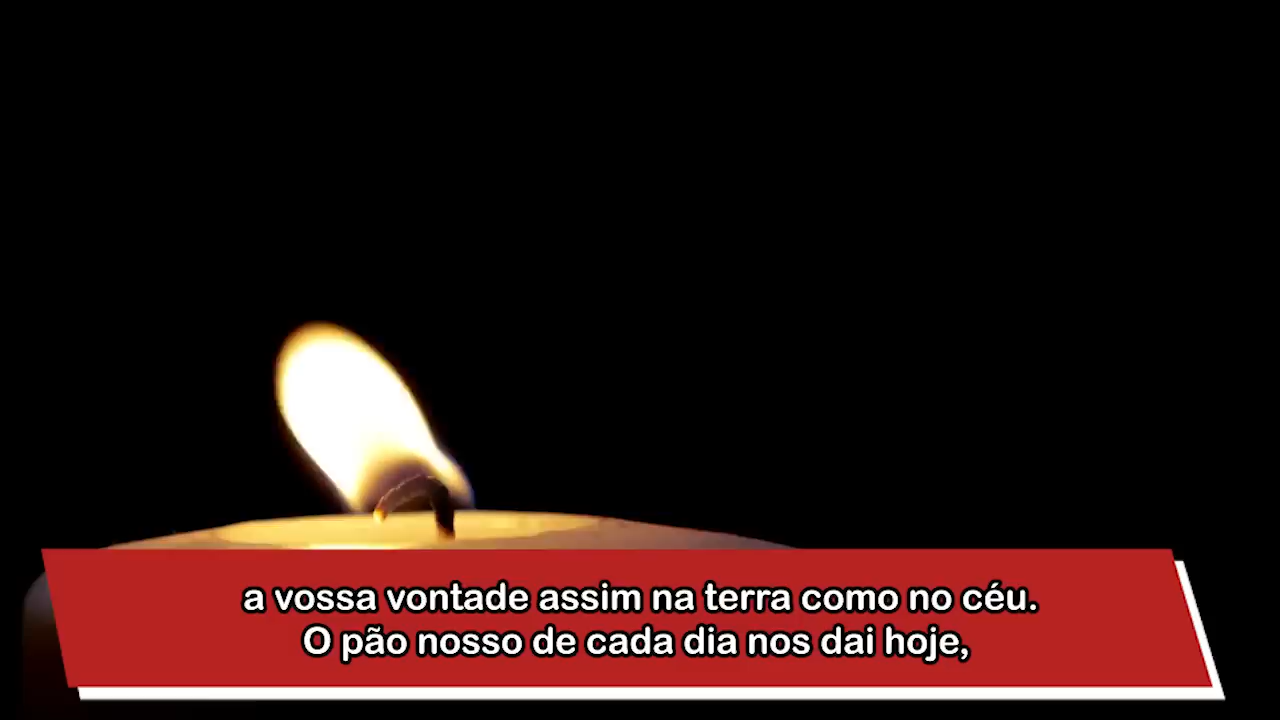 a vossa vontade assim na terra como no céu.
O pão nosso de cada dia nos dai hoje,